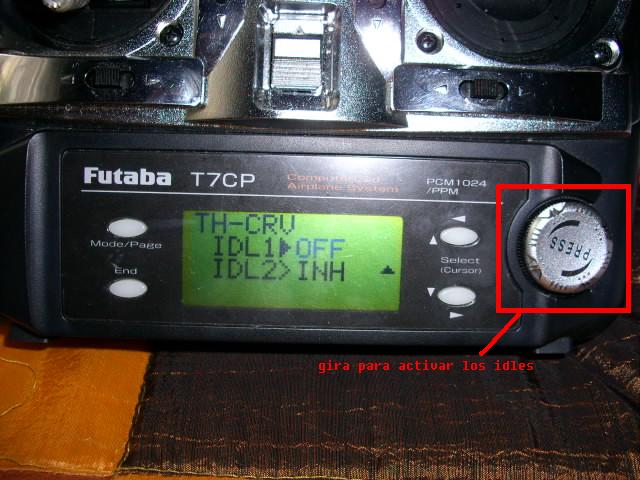 Futaba T7CP
Computerized
Airplane System
PCM1024
/PPM
TH-CRV
IDL1▶OFF
IDL2>INH ▲
Mode/Page
End
◄
▲
Select
(Cursor)
▼
►
PRESS
gira para activar los idles